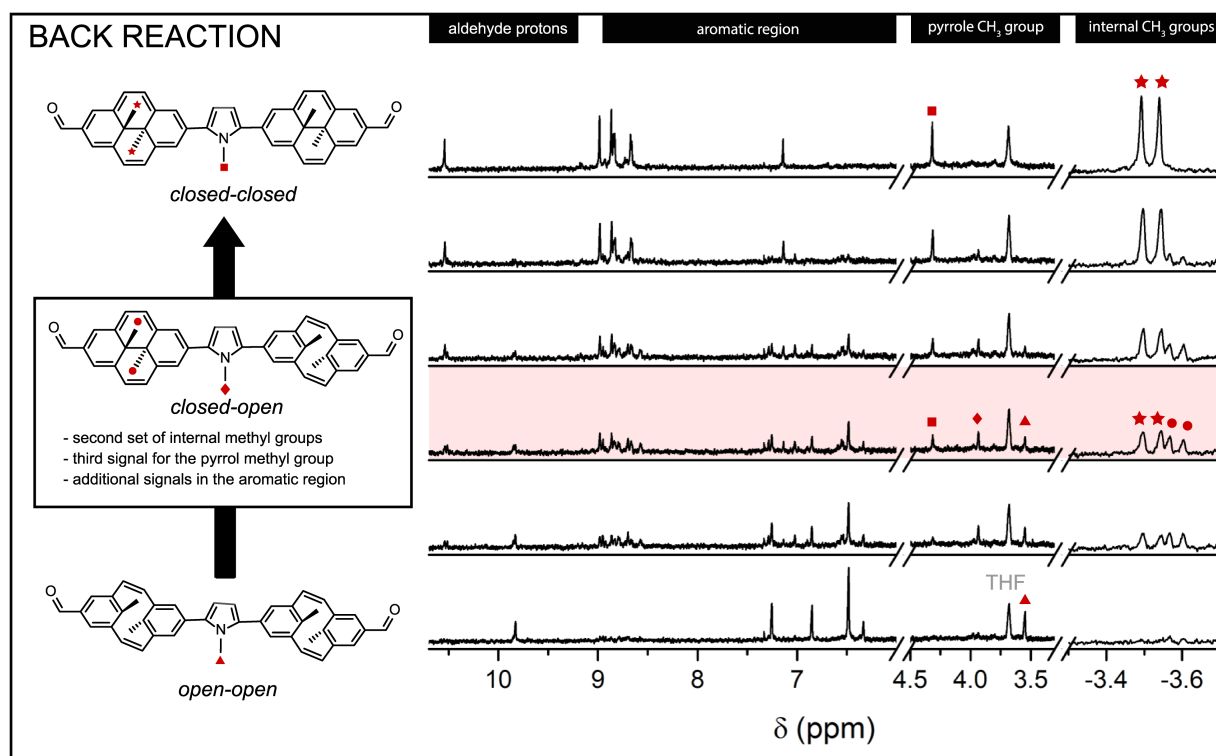 BACK REACTION
aldehyde protons
aromatic region
pyrrole CH3 group
internal CH3 groups
O
N
O
closed-closed
O
N
O
closed-open
- second set of internal methyl groups
- third signal for the pyrrol methyl group
- additional signals in the aromatic region
O
N
O
open-open
THF
10 9 8 7 4.5 4.0 3.5 -3.4 -3.6
δ (ppm)